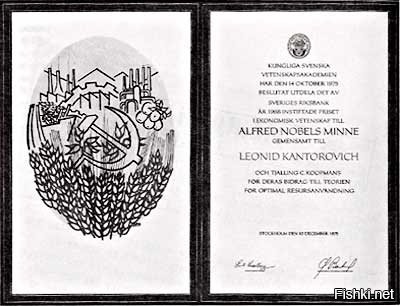 KUNGLIGA SVENSKA
VETENSKAPSAKADEMIEN
HAR DEN 14 OKTOBER 1975
BESLUTAT UTDELA DET AV
SVERIGES RIKSBANK
ÅR 1968 INSTIFTADE PRISET
I EKONOMISK VETENSKAP TILL
ALFRED NOBELS MINNE
GEMENSAMT TILL
LEONID KANTOROVICH
OCH TJALLING C. KOOPMANS
FÖR DERAS BIDRAG TILL TEORIEN
FÖR OPTIMAL RESURSANVÄNDNING
STOCKHOLM DEN 10 DECEMBER 1975
Fishki.net